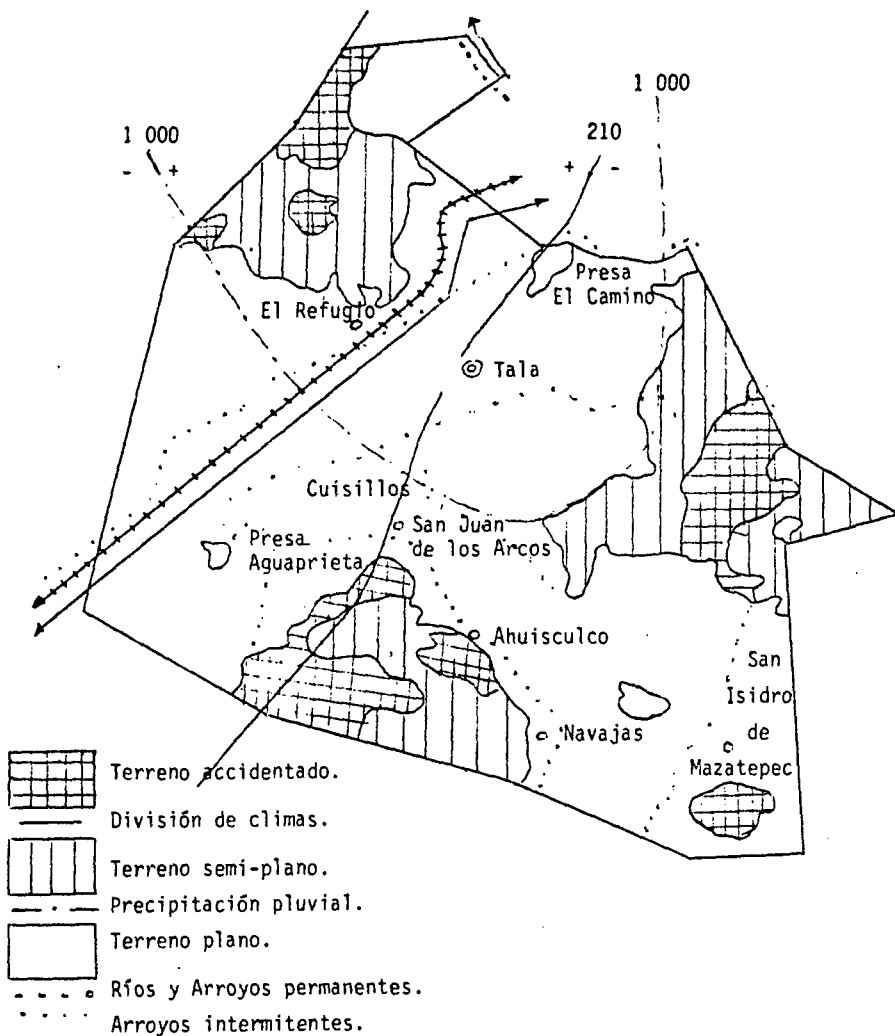 1 000
1 000
210
- +
+ -
Presa
El Camino
El Refugio
Tala
Cuisillos
San Juan
de los Arcos
Presa
Aguaprieta
Ahuisculco
San
Isidro
de
Mazatepec
Navajas
Terreno accidentado.
División de climas.
Terreno semi-plano.
Precipitación pluvial.
Terreno plano.
Ríos y Arroyos permanentes.
Arroyos intermitentes.